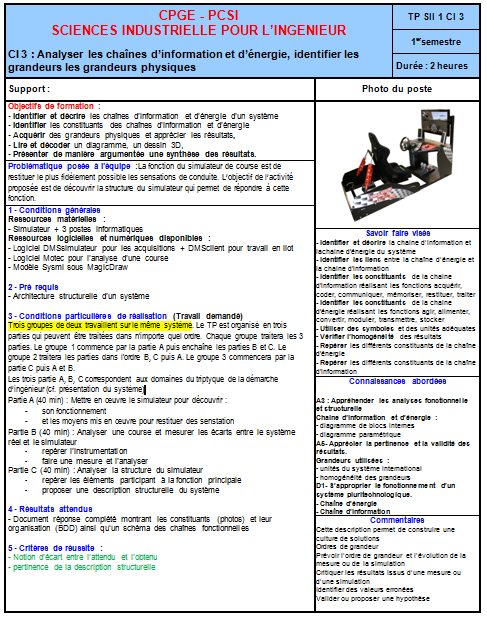 CPGE - PCSI
SCIENCES INDUSTRIELLE POUR L'INGENIEUR
CI 3 : Analyser les chaînes d'information et d'énergie, identifier les
grandeurs les grandeurs physiques
TP SII 1 CI 3
1er semestre
Durée : 2 heures
Support :
Photo du poste
Objectifs de formation :
- Identifier et décrire les chaînes d'information et d'énergie d'un système
- Identifier les constituants des chaînes d'information et d'énergie
- Acquérir des grandeurs physiques et apprécier les résultats,
- Lire et décoder un diagramme, un dessin 3D,
- Présenter de manière argumentée une synthèse des résultats.
Problématique posée à l'équipe : La fonction du simulateur de course est de
restituer le plus fidèlement possible les sensations de conduite. L'objectif de l'activité
proposée est de découvrir la structure du simulateur qui permet de répondre à cette
fonction.
1 - Conditions générales
Ressources matérielles :
- Simulateur + 3 postes informatiques
Ressources logicielles et numériques disponibles :
- Logiciel DMSsimulateur pour les acquisitions + DMSclient pour travail en îlot
- Logiciel Motec pour l'analyse d'une course
- Modèle Sysml sous MagicDraw
2 - Pré requis
- Architecture structurelle d'un système
3 - Conditions particulières de réalisation (Travail demandé)
Trois groupes de deux travaillent sur le même système. Le TP est organisé en trois
parties qui peuvent être traitées dans n'importe quel ordre. Chaque groupe traitera les 3
parties. Le groupe 1 commence par la partie A puis enchaîne les parties B et C. Le
groupe 2 traitera les parties dans l'ordre B, C puis A. Le groupe 3 commencera par la
partie C puis A et B.
Les trois partie A, B, C correspondent aux domaines du triptyque de la démarche
d'ingénieur (cf. présentation du système)
Partie A (40 min) : Mettre en œuvre le simulateur pour découvrir :
- son fonctionnement
- et les moyens mis en œuvre pour restituer des sensation
Partie B (40 min) : Analyser une course et mesurer les écarts entre le système
réel et le simulateur
- repérer l'instrumentation
- faire une mesure et l'analyser
Partie C (40 min) : Analyser la structure du simulateur
- repérer les éléments participant à la fonction principale
- proposer une description structurelle du système
4 - Résultats attendus
- Document réponse complété montrant les constituants (photos) et leur
organisation (BDD) ainsi qu'un schéma des chaînes fonctionnelles
5 - Critères de réussite :
- Notion d'écart entre l'attendu et l'obtenu
- pertinence de la description structurelle
Savoir faire visés
- Identifier et décrire la chaîne d'information et
la chaîne d'énergie du système
- Identifier les liens entre la chaîne d'énergie et
la chaîne d'information
- Identifier les constituants de la chaîne
d'information réalisant les fonctions acquérir,
coder, communiquer, mémoriser, restituer, traiter
- Identifier les constituants de la chaîne
d'énergie réalisant les fonctions agir, alimenter,
convertir, moduler, transmettre, stocker
- Utiliser des symboles et des unités adéquates
- Vérifier l'homogénéité des résultats
- Repérer les différents constituants de la chaîne
d'énergie
- Repérer les différents constituants de la chaîne
d'information
Connaissances abordées
A3 : Appréhender les analyses fonctionnelle
et structurelle
Chaîne d'information et d'énergie :
- diagramme de blocs internes
- diagramme paramétrique.
A5- Apprécier la pertinence et la validité des
résultats.
Grandeurs utilisées :
- unités du système international
- homogénéité des grandeurs
D1- S'approprier le fonctionnement d'un
système pluritechnologique.
- Chaîne d'énergie
- Chaîne d'information
Commentaires
Cette description permet de construire une
culture de solutions
Ordres de grandeur
Prévoir l'ordre de grandeur et l'évolution de la
mesure ou de la simulation
Critiquer les résultats issus d'une mesure ou
d'une simulation
Identifier des valeurs erronées
Valider ou proposer une hypothèse